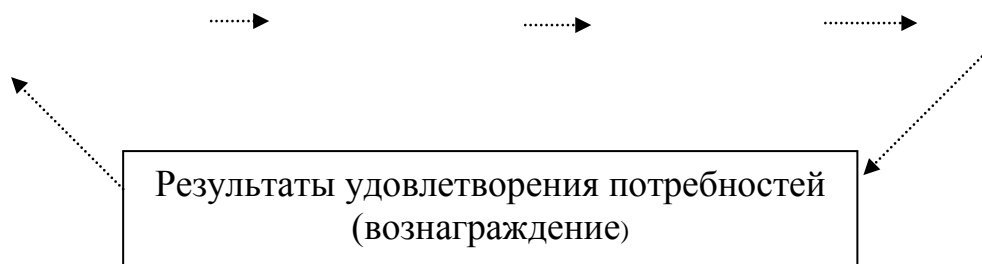 Результаты удовлетворения потребностей
(вознаграждение)